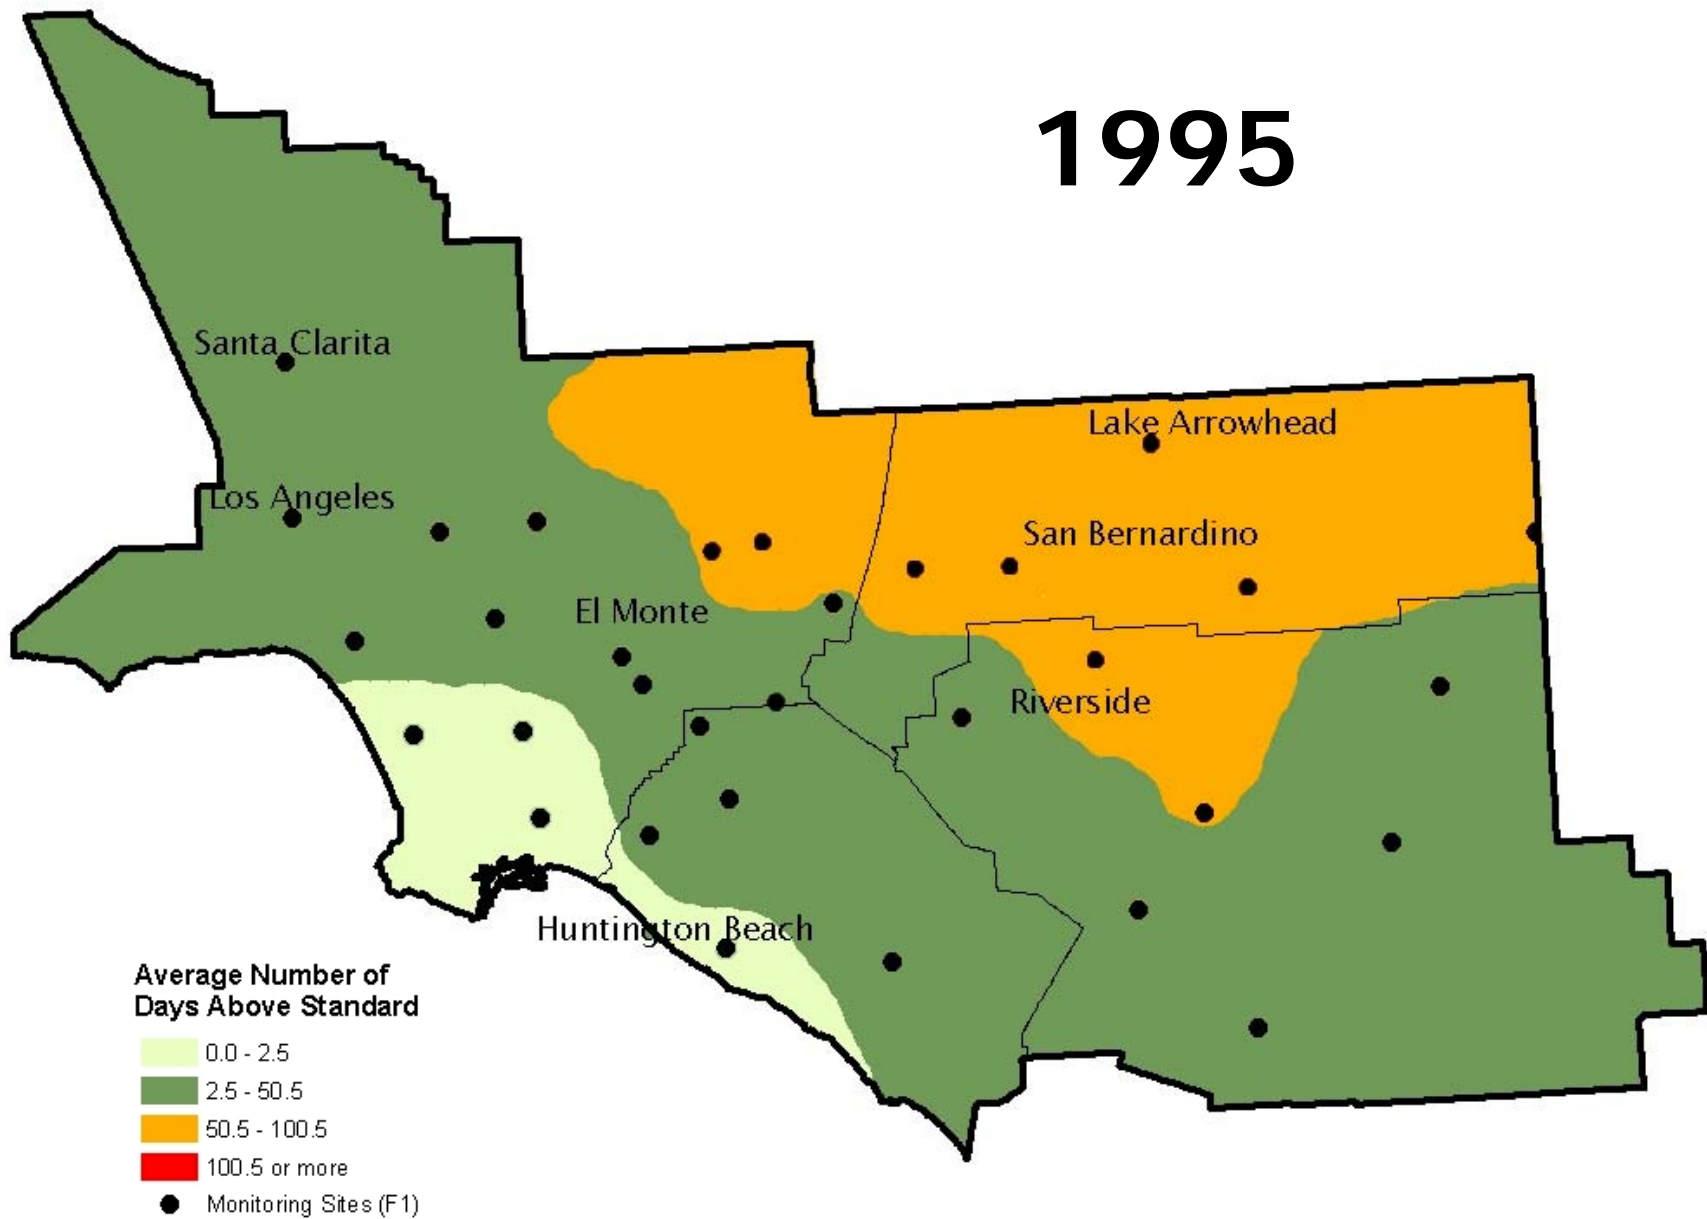 1995
Santa Clarita
Lake Arrowhead
Los Angeles
San Bernardino
El Monte
Riverside
Huntington Beach
Average Number of
Days Above Standard
0.0 - 2.5
2.5 - 50.5
50.5 - 100.5
100.5 or more
Monitoring Sites (F1)